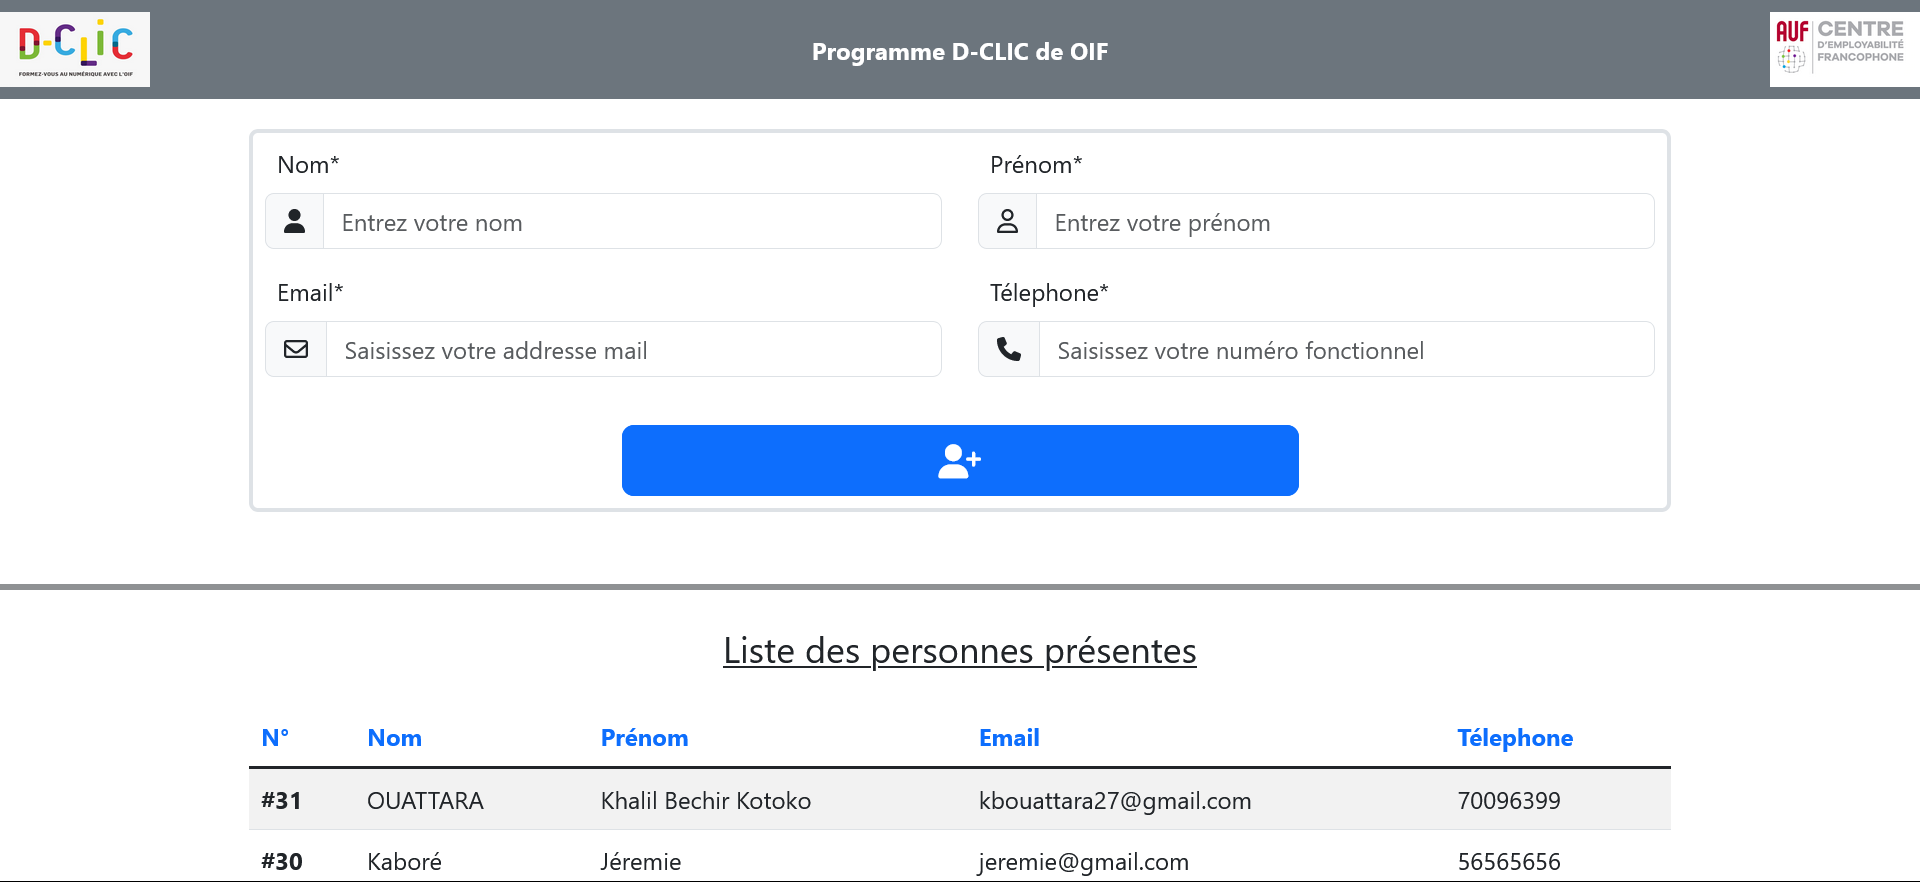 D-CLIC
FORMEZ-VOUS AU NUMÉRIQUE AVEC L'OIF
Programme D-CLIC de OIF
AUF CENTRE
D'EMPLOYABILITÉ
FRANCOPHONE
Nom* Prénom*
Entrez votre nom Entrez votre prénom
Email* Télephone*
Saisissez votre addresse mail Saisissez votre numéro fonctionnel
Liste des personnes présentes
N° Nom Prénom Email Télephone
#31 OUATTARA Khalil Bechir Kotoko kbouattara27@gmail.com 70096399
#30 Kaboré Jéremie jeremie@gmail.com 56565656